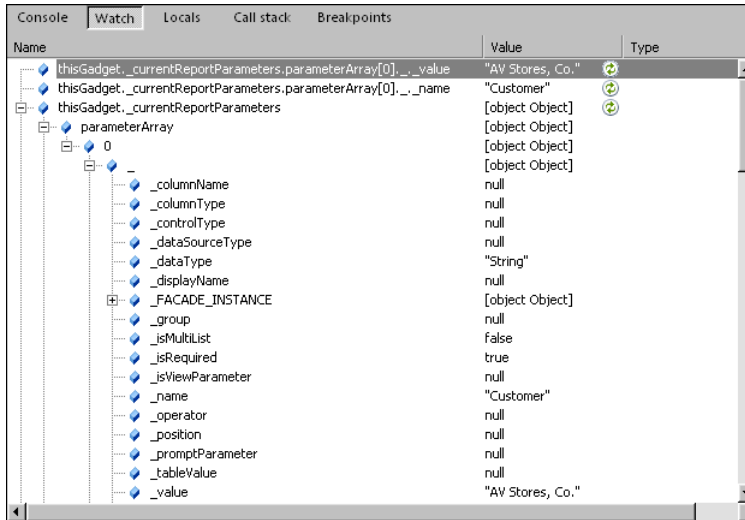 Console Watch Locals Call stack Breakpoints
Name Value Type
thisGadget._currentReportParameters.parameterArray[0]._._value "AV Stores, Co."
thisGadget._currentReportParameters.parameterArray[0]._._name "Customer"
thisGadget._currentReportParameters [object Object]
parameterArray [object Object]
0 [object Object]
_ [object Object]
_columnName null
_columnType null
_controlType null
_dataSourceType null
_dataType "String"
_displayName null
_FACADE_INSTANCE [object Object]
_group null
_isMultiList false
_isRequired true
_isViewParameter null
_name "Customer"
_operator null
_position null
_promptParameter null
_tableValue null
_value "AV Stores, Co."